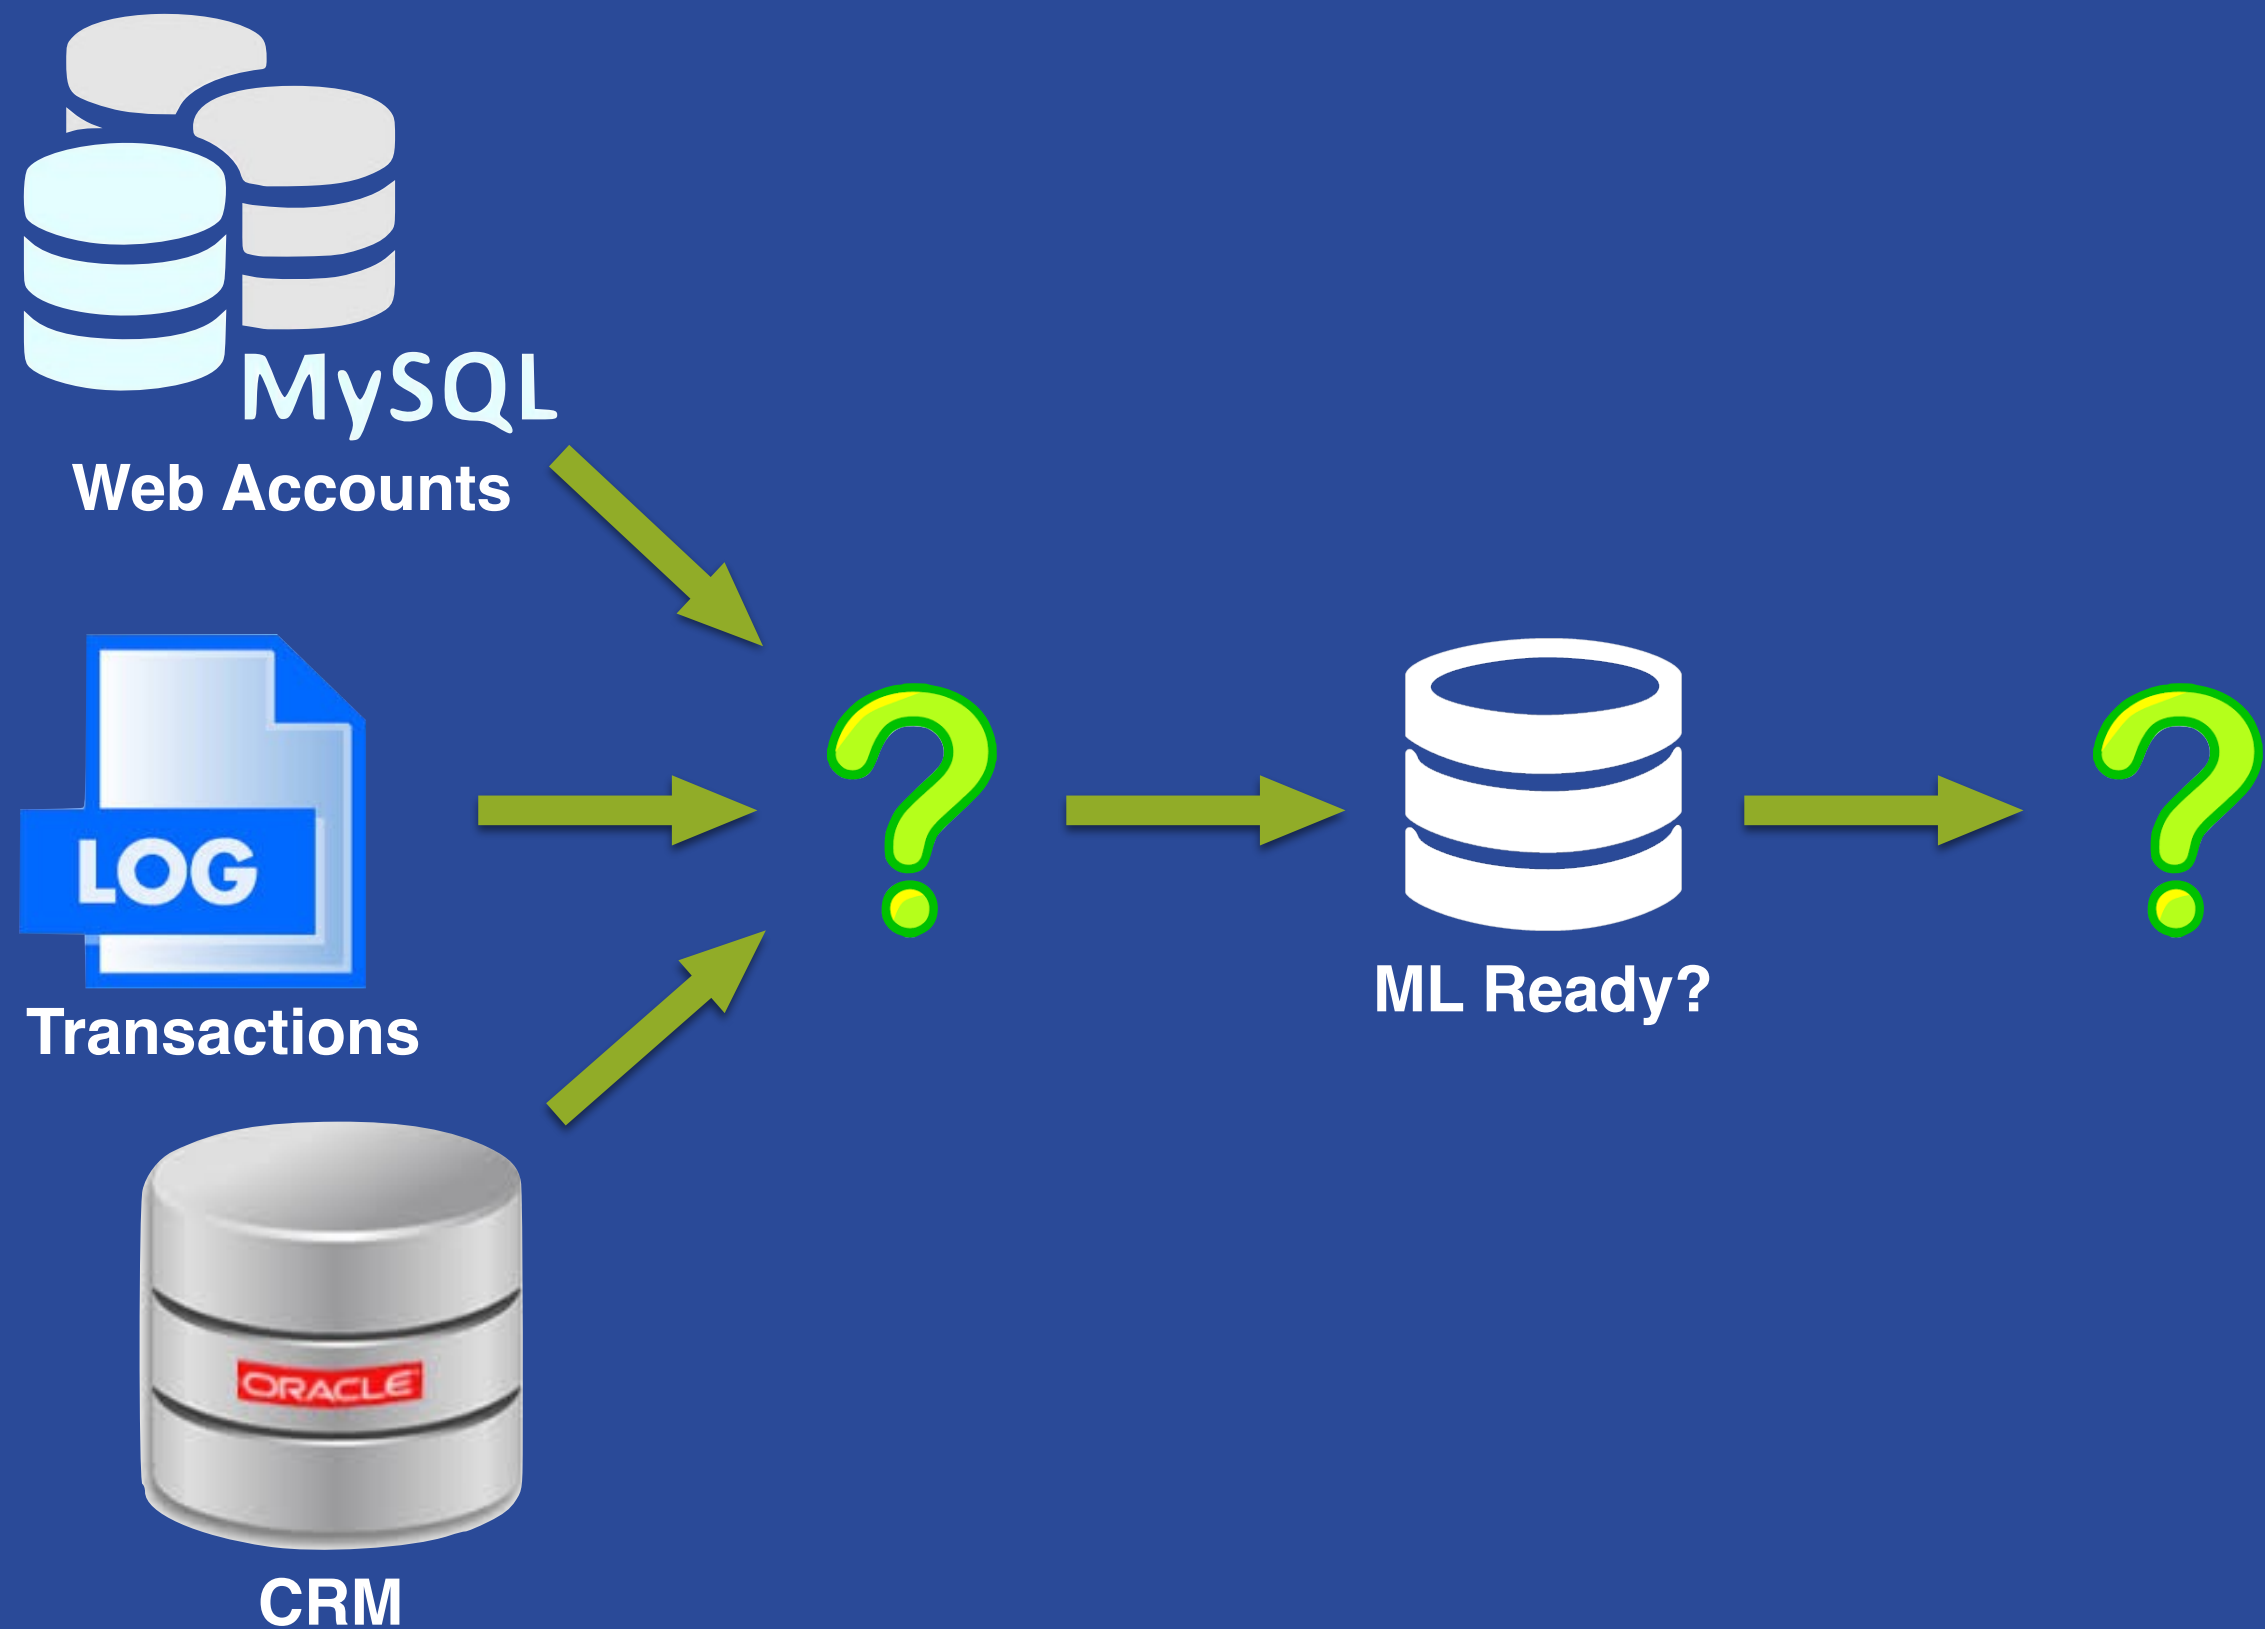 MySQL
Web Accounts
LOG
Transactions
ML Ready?
ORACLE
CRM